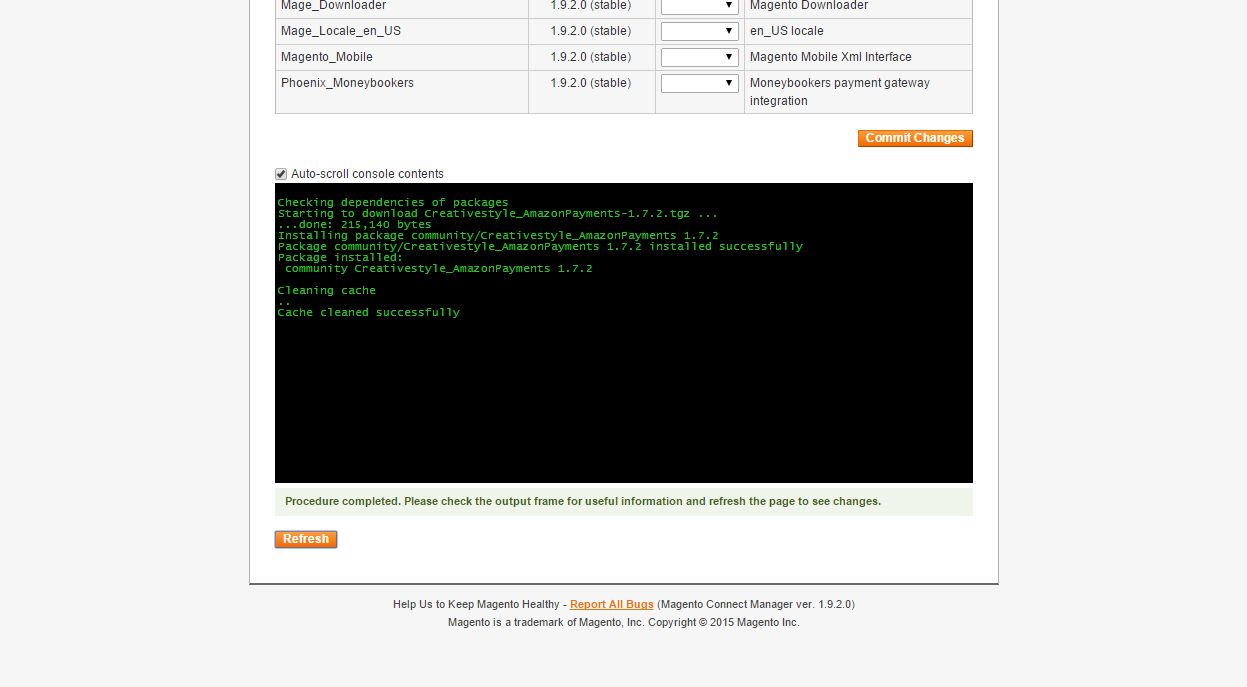 Mage_Downloader 1.9.2.0 (stable) Magento Downloader
Mage_Locale_en_US 1.9.2.0 (stable) en_US locale
Magento_Mobile 1.9.2.0 (stable) Magento Mobile Xml Interface
Phoenix_Moneybookers 1.9.2.0 (stable) Moneybookers payment gateway
integration
Commit Changes
Auto-scroll console contents
Checking dependencies of packages
Starting to download Creativestyle_AmazonPayments-1.7.2.tgz ...
...done: 215,140 bytes
Installing package community/Creativestyle_AmazonPayments 1.7.2
Package community/Creativestyle_AmazonPayments 1.7.2 installed successfully
Package installed:
community Creativestyle_AmazonPayments 1.7.2
Cleaning cache
..
Cache cleaned successfully
Procedure completed. Please check the output frame for useful information and refresh the page to see changes.
Refresh
Help Us to Keep Magento Healthy - Report All Bugs (Magento Connect Manager ver. 1.9.2.0)
Magento is a trademark of Magento, Inc. Copyright © 2015 Magento Inc.